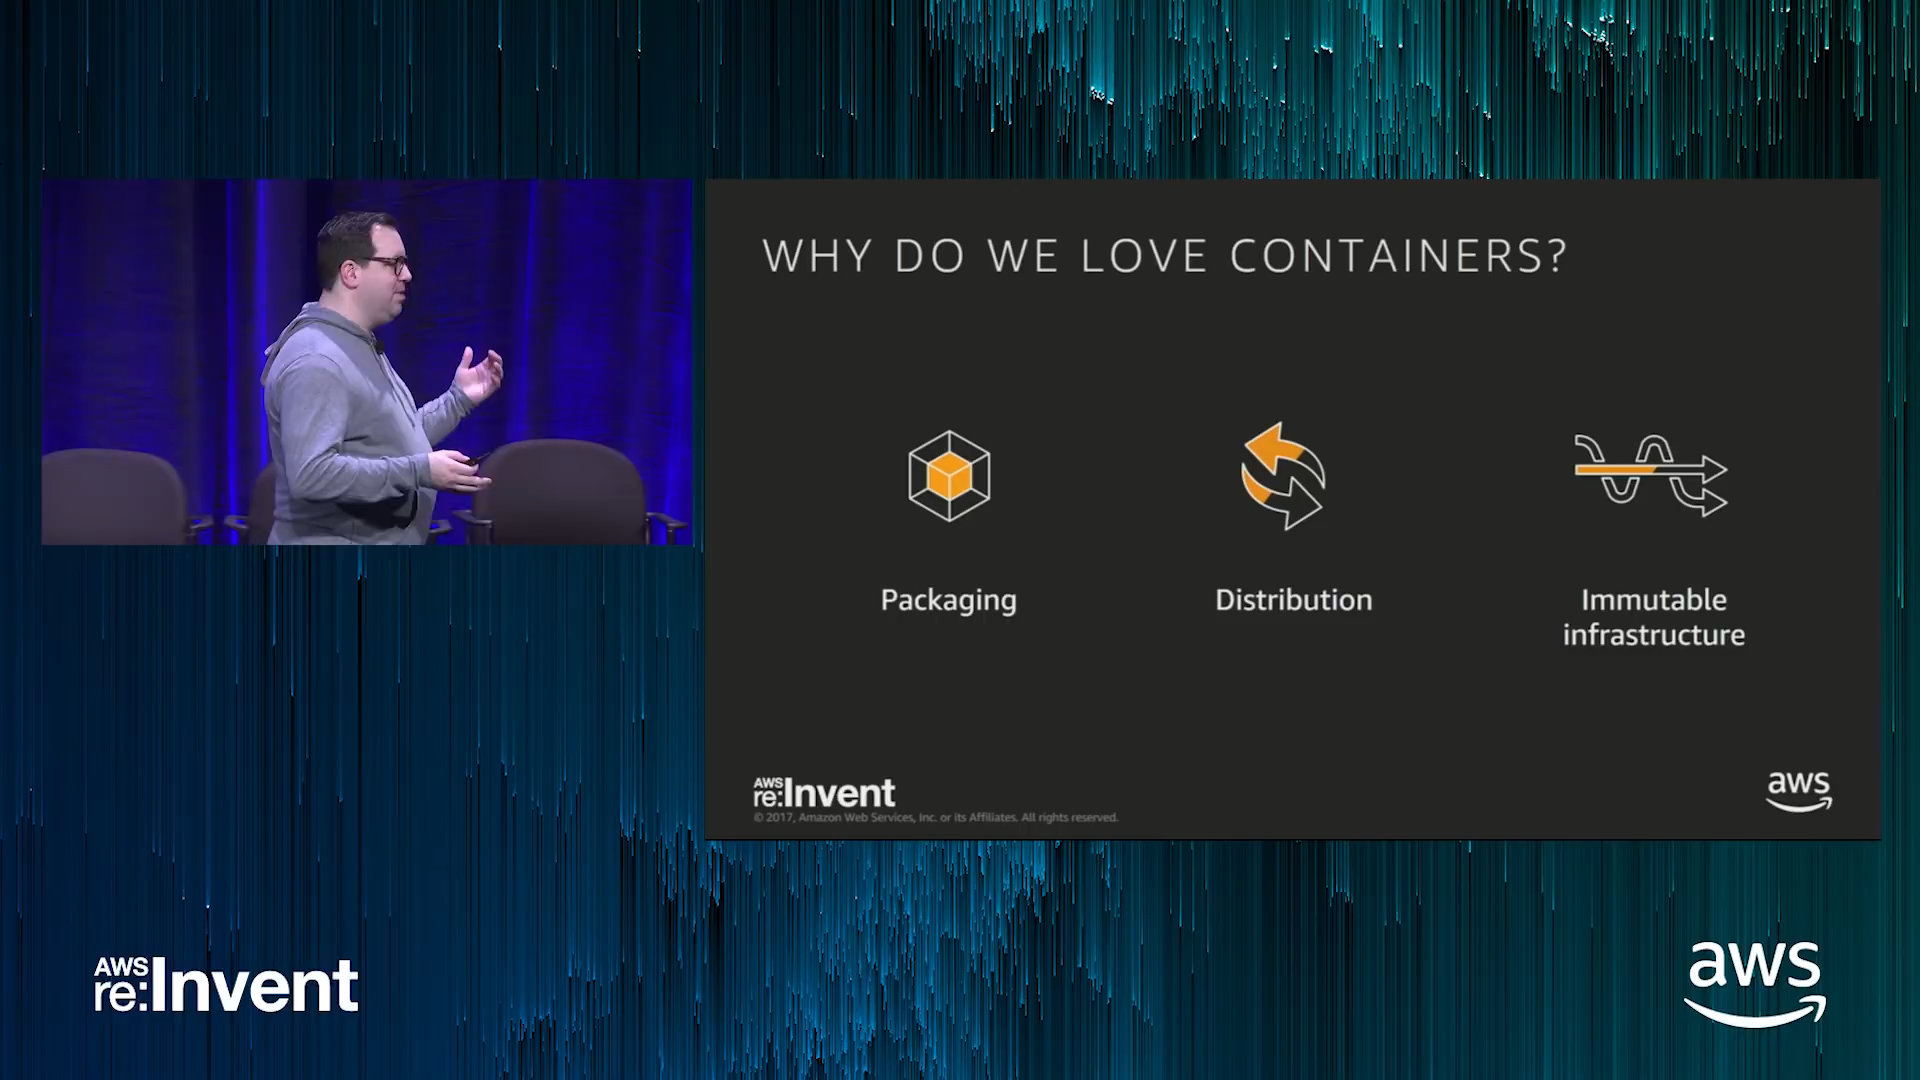 WHY DO WE LOVE CONTAINERS?
Packaging
Distribution
Immutable
infrastructure
AWS
re:Invent
© 2017, Amazon Web Services, Inc. or its Affiliates. All rights reserved.
aws
AWS
re:Invent
aws